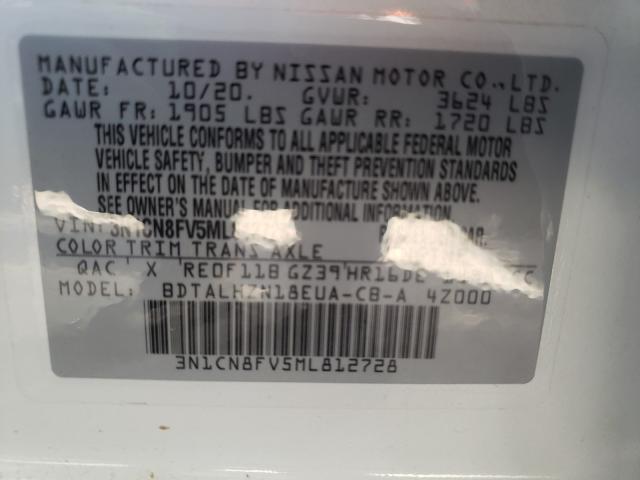 MANUFACTURED BY NISSAN MOTOR CO., LTD.
DATE: 10/20. GVWR: 3624 LBS
GAWR FR: 1905 LBS GAWR RR: 1720 LBS
THIS VEHICLE CONFORMS TO ALL APPLICABLE FEDERAL MOTOR
VEHICLE SAFETY, BUMPER AND THEFT PREVENTION STANDARDS
IN EFFECT ON THE DATE OF MANUFACTURE SHOWN ABOVE.
SEE OWNER'S MANUAL FOR ADDITIONAL INFORMATION.
VIN: 3N1CN8FV5ML
COLOR TRIM TRANS AXLE
QAC X RE0F11B GZ39 HR16DE
MODEL: BDTALHZN18EUA-CB-A 4Z000
3N1CN8FV5ML812728